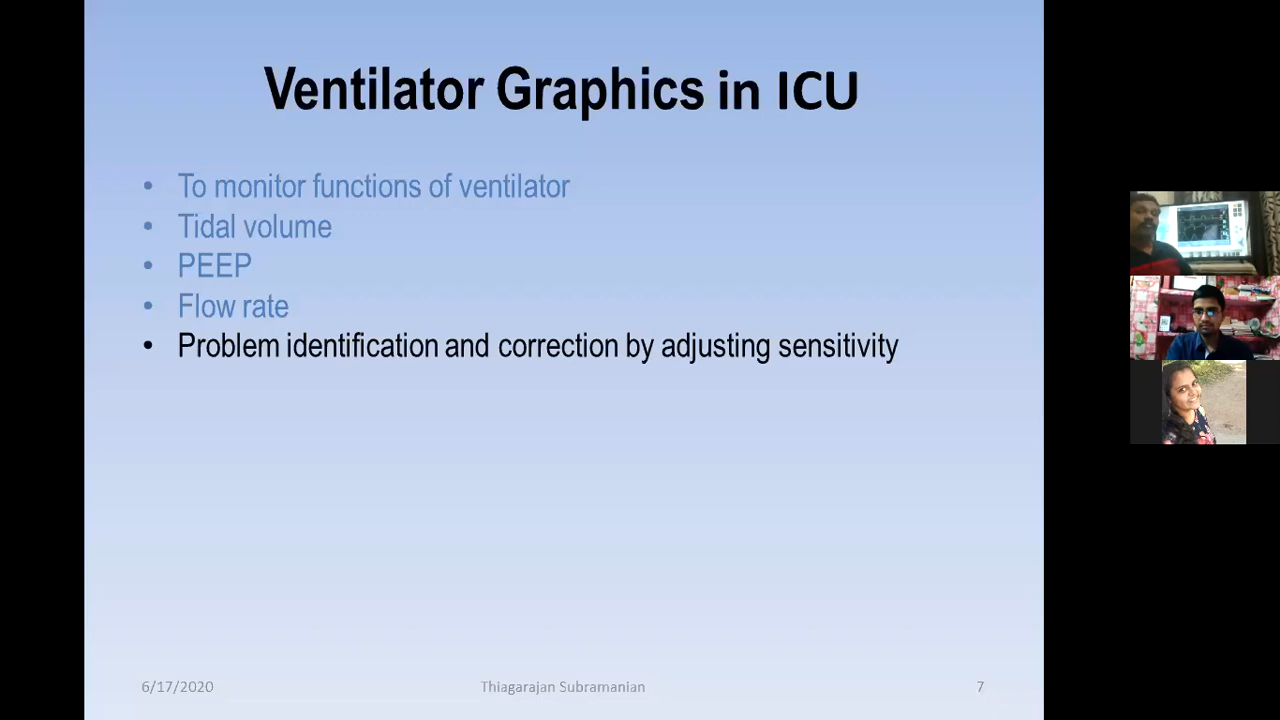 Ventilator Graphics in ICU
• To monitor functions of ventilator
• Tidal volume
• PEEP
• Flow rate
• Problem identification and correction by adjusting sensitivity
6/17/2020
Thiagarajan Subramanian
7